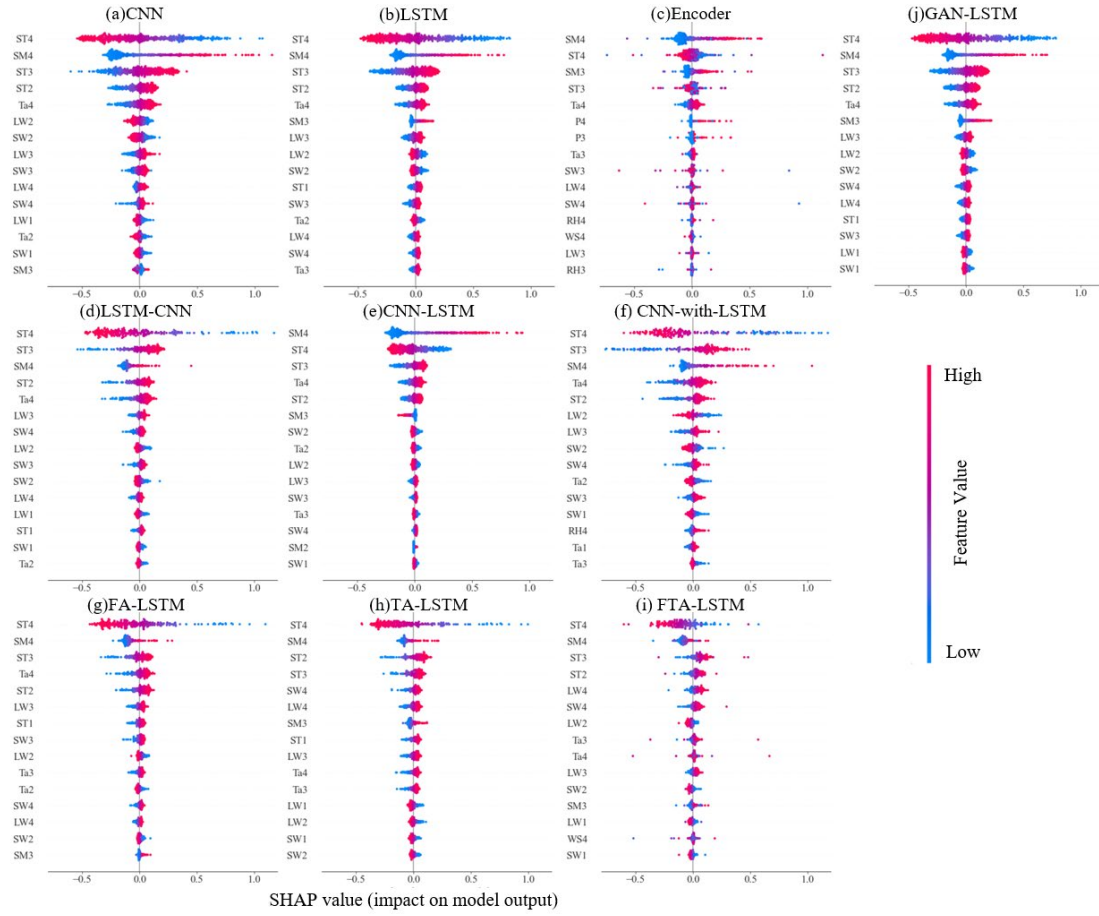 (a)CNN
ST4
SM4
ST3
ST2
Ta4
LW2
SW2
LW3
SW3
LW4
SW4
LW1
Ta2
SW1
SM3
−0.5 0.0 0.5 1.0
(b)LSTM
ST4
SM4
ST3
ST2
Ta4
SM3
LW3
LW2
SW2
ST1
SW3
Ta2
LW4
SW4
Ta3
−0.5 0.0 0.5 1.0
(c)Encoder
SM4
ST4
SM3
ST3
Ta4
P4
P3
Ta3
SW3
LW4
SW4
RH4
WS4
LW3
RH3
−0.5 0.0 0.5 1.0
(j)GAN-LSTM
ST4
SM4
ST3
ST2
Ta4
SM3
LW3
LW2
SW2
SW4
LW4
ST1
SW3
LW1
SW1
−0.5 0.0 0.5 1.0
(d)LSTM-CNN
ST4
ST3
SM4
ST2
Ta4
LW3
SW4
LW2
SW3
SW2
LW4
LW1
ST1
SW1
Ta2
−0.5 0.0 0.5 1.0
(e)CNN-LSTM
SM4
ST4
ST3
Ta4
ST2
SM3
SW2
Ta2
LW2
LW3
SW3
Ta3
SW4
SM2
SW1
−0.5 0.0 0.5 1.0
(f) CNN-with-LSTM
ST4
ST3
SM4
Ta4
ST2
LW2
LW3
SW2
SW4
Ta2
SW3
SW1
RH4
Ta1
Ta3
−0.5 0.0 0.5 1.0
High
Feature Value
Low
(g)FA-LSTM
ST4
SM4
ST3
Ta4
ST2
LW3
ST1
SW3
LW2
Ta3
Ta2
SW4
LW4
SW2
SM3
−0.5 0.0 0.5 1.0
(h)TA-LSTM
ST4
SM4
ST2
ST3
SW4
LW4
SM3
ST1
LW3
Ta4
Ta3
LW1
LW2
SW1
SW2
−0.5 0.0 0.5 1.0
(i) FTA-LSTM
ST4
SM4
ST3
ST2
LW4
SW4
LW2
Ta3
Ta4
LW3
SW2
SM3
LW1
WS4
SW1
−0.5 0.0 0.5 1.0
SHAP value (impact on model output)